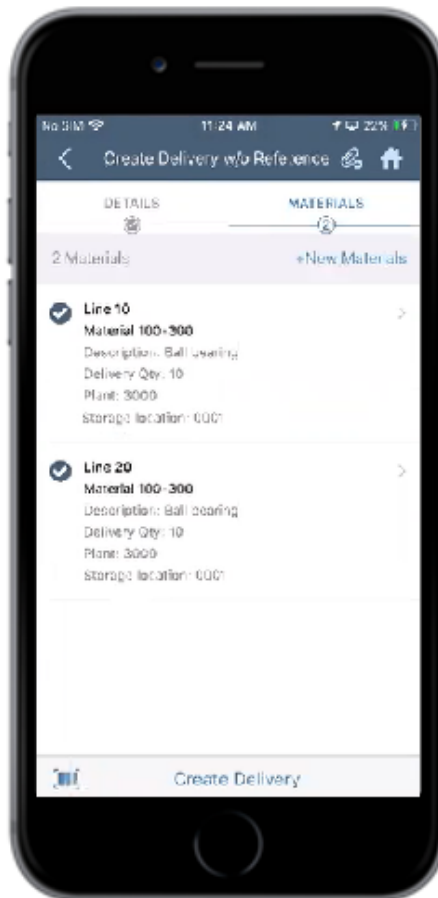 No SIM 11:24 AM 22%
Create Delivery w/o Reference
DETAILS MATERIALS
2
2 Materials +New Materials
Line 10
Material 100-300
Description: Ball bearing
Delivery Qty: 10
Plant: 3000
Storage location: 0001
Line 20
Material 100-300
Description: Ball bearing
Delivery Qty: 10
Plant: 3000
Storage location: 0001
Create Delivery